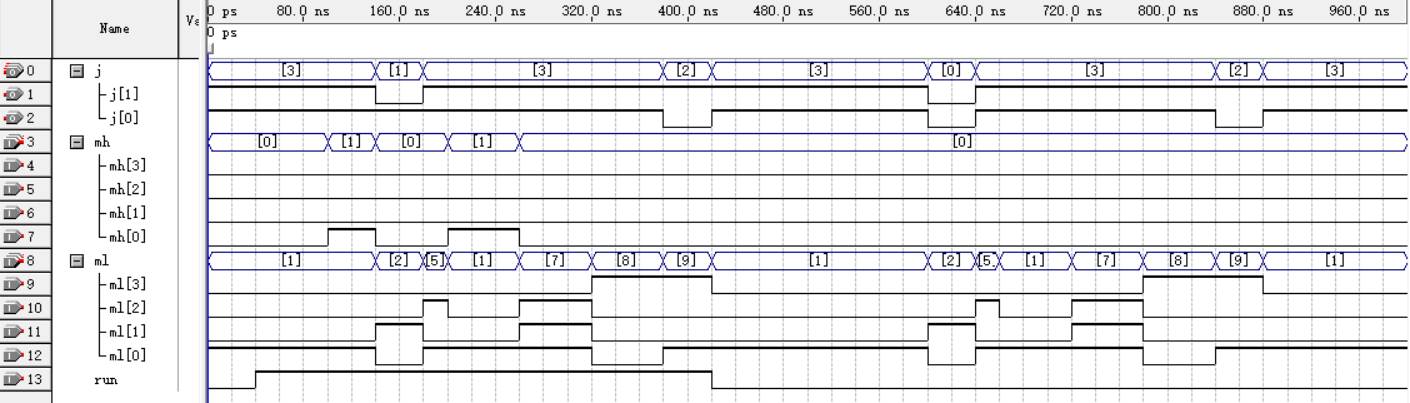 Name Va 0 ps 80.0 ns 160.0 ns 240.0 ns 320.0 ns 400.0 ns 480.0 ns 560.0 ns 640.0 ns 720.0 ns 800.0 ns 880.0 ns 960.0 ns
0 ps
0 j [3] [1] [3] [2] [3] [0] [3] [2] [3]
1 j[1]
2 j[0]
3 mh [0] [1] [0] [1] [0]
4 mh[3]
5 mh[2]
6 mh[1]
7 mh[0]
8 ml [1] [2] [5] [1] [7] [8] [9] [1] [2] [5] [1] [7] [8] [9] [1]
9 ml[3]
10 ml[2]
11 ml[1]
12 ml[0]
13 run